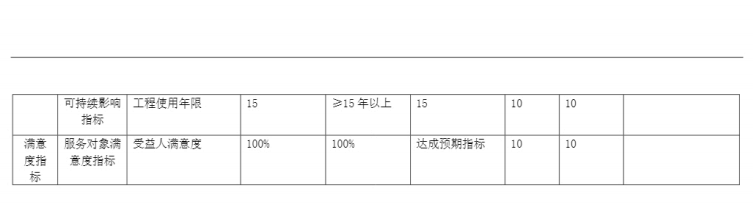 可持续影响指标 工程使用年限 15 ≥15 年以上 15 10 10
满意度指标 服务对象满意度指标 受益人满意度 100% 100% 达成预期指标 10 10